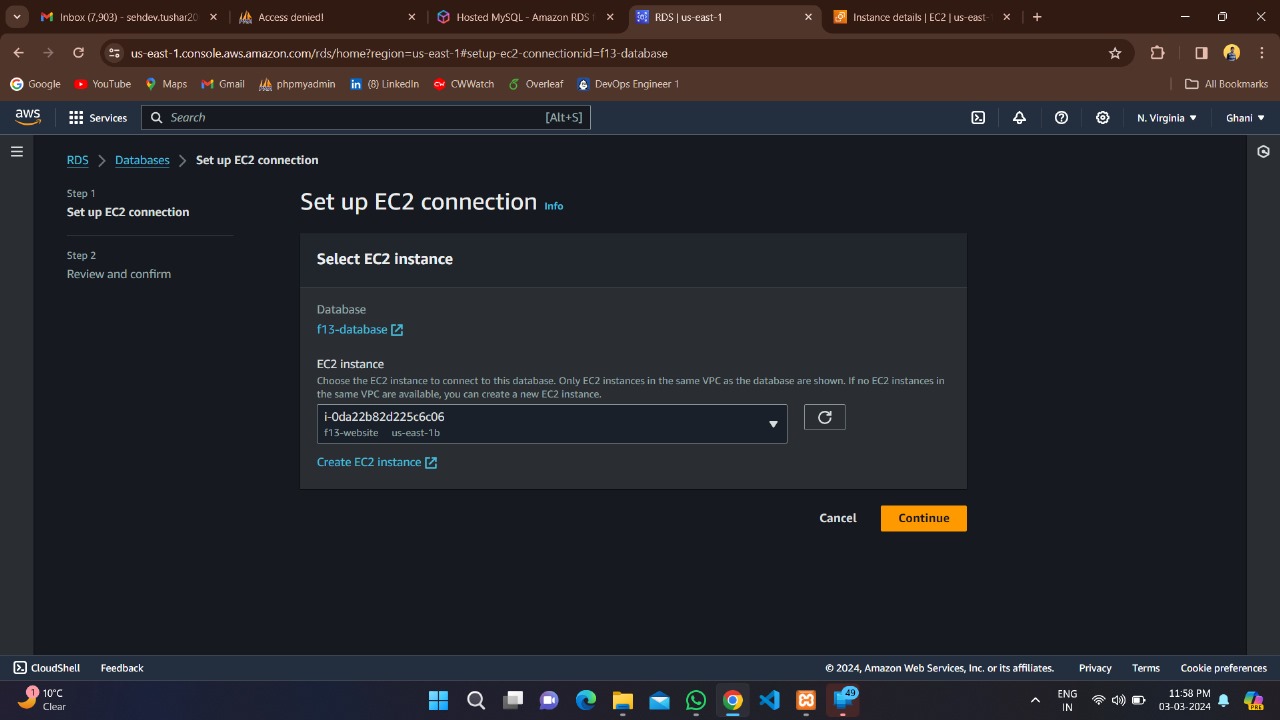 Inbox (7,903) - sehdev.tushar20
Access denied!
Hosted MySQL - Amazon RDS f
RDS | us-east-1
Instance details | EC2 | us-east-
us-east-1.console.aws.amazon.com/rds/home?region=us-east-1#setup-ec2-connection:id=f13-database
Google
YouTube
Maps
Gmail
phpmyadmin
(8) LinkedIn
CWWatch
Overleaf
DevOps Engineer 1
All Bookmarks
aws
Services
Search
[Alt+S]
N. Virginia
Ghani
RDS
Databases
Set up EC2 connection
Step 1
Set up EC2 connection
Step 2
Review and confirm
Set up EC2 connection Info
Select EC2 instance
Database
f13-database
EC2 instance
Choose the EC2 instance to connect to this database. Only EC2 instances in the same VPC as the database are shown. If no EC2 instances in
the same VPC are available, you can create a new EC2 instance.
i-0da22b82d225c6c06
f13-website us-east-1b
Create EC2 instance
Cancel
Continue
CloudShell
Feedback
© 2024, Amazon Web Services, Inc. or its affiliates.
Privacy
Terms
Cookie preferences
1
10°C
Clear
49
ENG
IN
11:58 PM
03-03-2024
PRE